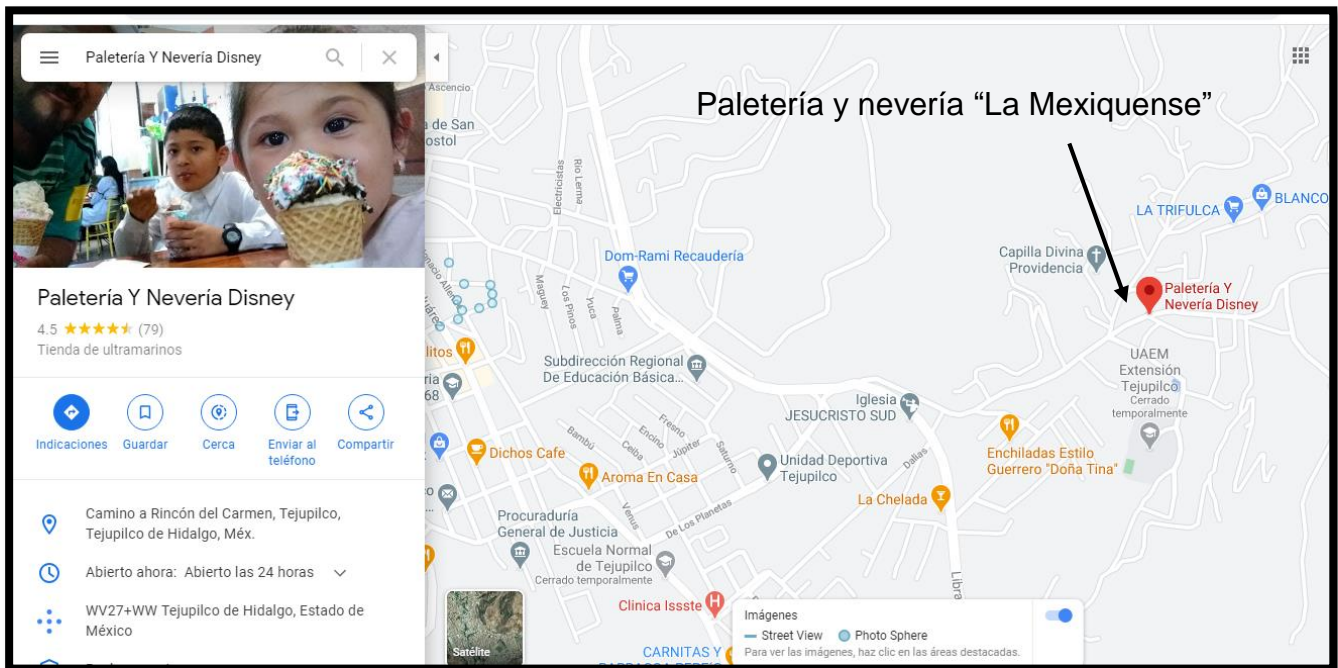 Paletería Y Nevería Disney
Paletería Y Nevería Disney
4.5 ★★★★★ (79)
Tienda de ultramarinos
Indicaciones
Guardar
Cerca
Enviar al
teléfono
Compartir
Camino a Rincón del Carmen, Tejupilco,
Tejupilco de Hidalgo, Méx.
Abierto ahora: Abierto las 24 horas
WV27+WW Tejupilco de Hidalgo, Estado de
México
Paletería y nevería “La Mexiquense”
Ascencio
de San
ostol
Electricistas
Río Lerma
LA TRIFULCA
BLANCO
Capilla Divina
Providencia
Dom-Rami Recaudería
Paletería Y
Nevería Disney
Maguey
Los Pinos
Yuca
Palma
litos
Subdirección Regional
De Educación Básica...
UAEM
Extensión
Tejupilco
Cerrado
temporalmente
ria
68
Iglesia
JESUCRISTO SUD
Fresno
Encino
Bambú
Ceiba
Júpiter
Saturno
Dichos Cafe
Enchiladas Estilo
Guerrero "Doña Tina"
Unidad Deportiva
Tejupilco
Dalias
Aroma En Casa
La Chelada
Venus
De Los Planetas
Procuraduría
General de Justicia
Escuela Normal
de Tejupilco
Cerrado temporalmente
Libra
Clinica Issste
Imágenes
Street View
Photo Sphere
Para ver las imágenes, haz clic en las áreas destacadas.
Satélite
CARNITAS Y